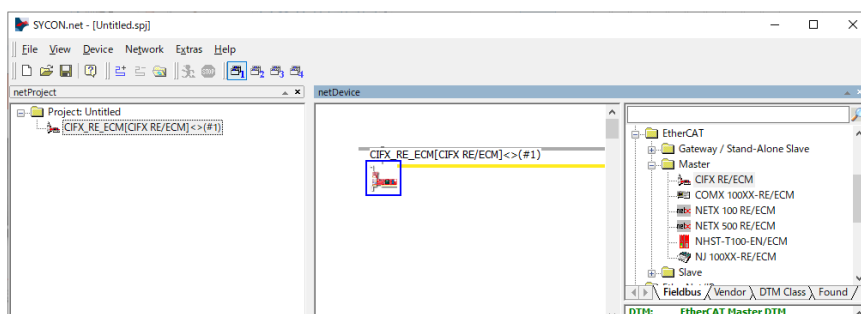 SYCON.net - [Untitled.spj]
File View Device Network Extras Help
netProject
netDevice
Project: Untitled
CIFX_RE_ECM[CIFX RE/ECM]<>(#1)
CIFX_RE_ECM[CIFX RE/ECM]<>(#1)
EtherCAT
Gateway / Stand-Alone Slave
Master
CIFX RE/ECM
COMX 100XX-RE/ECM
NETX 100 RE/ECM
NETX 500 RE/ECM
NHST-T100-EN/ECM
NJ 100XX-RE/ECM
Slave
Fieldbus Vendor DTM Class Found
DTM: EtherCAT Master DTM